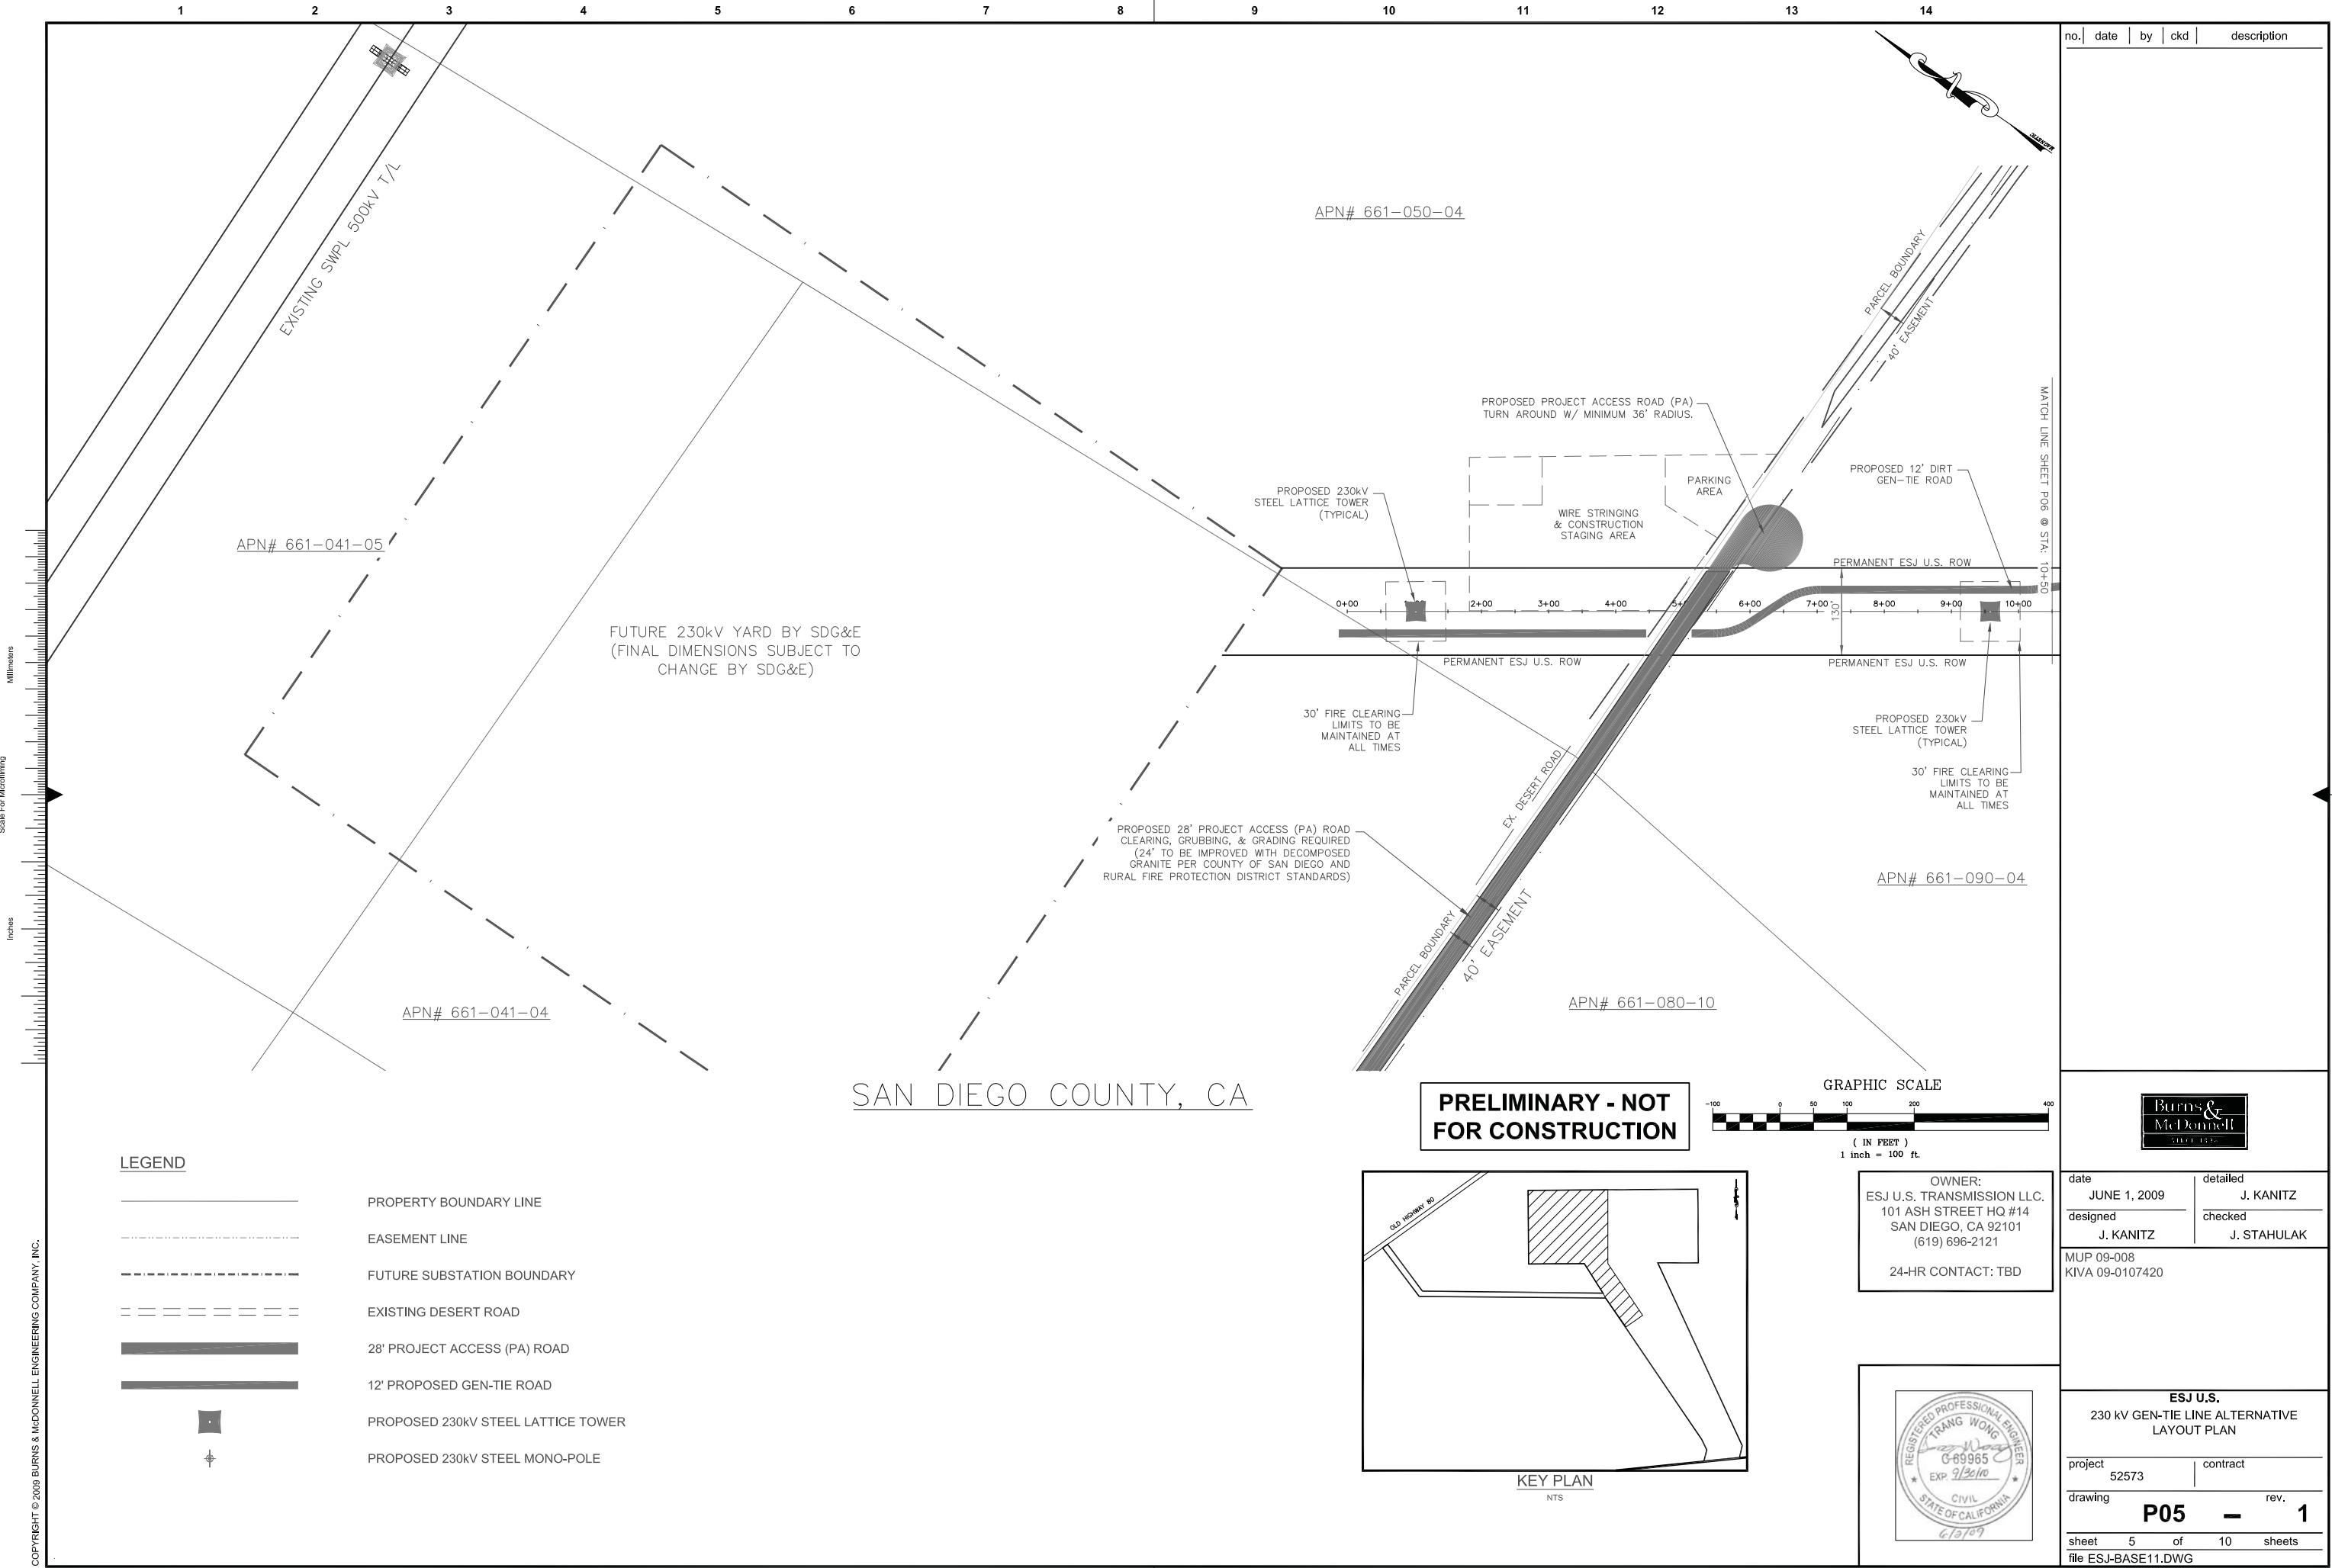 1 2 3 4 5 6 7 8 9 10 11 12 13 14
no. date by ckd description
EXISTING SWPL 500kV T/L
APN# 661-050-04
PARCEL BOUNDARY
40' EASEMENT
MATCH LINE SHEET P06 @ STA: 10+50
PROPOSED PROJECT ACCESS ROAD (PA)
TURN AROUND W/ MINIMUM 36' RADIUS.
PROPOSED 12' DIRT
GEN-TIE ROAD
PARKING
AREA
PROPOSED 230kV
STEEL LATTICE TOWER
(TYPICAL)
WIRE STRINGING
& CONSTRUCTION
STAGING AREA
APN# 661-041-05
PERMANENT ESJ U.S. ROW
0+00 2+00 3+00 4+00 5+ 6+00 7+00 8+00 9+00 10+00
130'
FUTURE 230kV YARD BY SDG&E
(FINAL DIMENSIONS SUBJECT TO
CHANGE BY SDG&E)
PERMANENT ESJ U.S. ROW
PERMANENT ESJ U.S. ROW
30' FIRE CLEARING
LIMITS TO BE
MAINTAINED AT
ALL TIMES
PROPOSED 230kV
STEEL LATTICE TOWER
(TYPICAL)
30' FIRE CLEARING
LIMITS TO BE
MAINTAINED AT
ALL TIMES
EX. DESERT ROAD
PROPOSED 28' PROJECT ACCESS (PA) ROAD
CLEARING, GRUBBING, & GRADING REQUIRED
(24' TO BE IMPROVED WITH DECOMPOSED
GRANITE PER COUNTY OF SAN DIEGO AND
RURAL FIRE PROTECTION DISTRICT STANDARDS)
PARCEL BOUNDARY
40' EASEMENT
APN# 661-090-04
APN# 661-041-04
APN# 661-080-10
SAN DIEGO COUNTY, CA
PRELIMINARY - NOT
FOR CONSTRUCTION
GRAPHIC SCALE
-100 0 50 100 200 400
( IN FEET )
1 inch = 100 ft.
LEGEND
PROPERTY BOUNDARY LINE
EASEMENT LINE
FUTURE SUBSTATION BOUNDARY
EXISTING DESERT ROAD
28' PROJECT ACCESS (PA) ROAD
12' PROPOSED GEN-TIE ROAD
PROPOSED 230kV STEEL LATTICE TOWER
PROPOSED 230kV STEEL MONO-POLE
OLD HIGHWAY 80
KEY PLAN
NTS
OWNER:
ESJ U.S. TRANSMISSION LLC.
101 ASH STREET HQ #14
SAN DIEGO, CA 92101
(619) 696-2121
24-HR CONTACT: TBD
REGISTERED PROFESSIONAL ENGINEER
TRANG WONG
C-69965
EXP. 9/30/10
CIVIL
STATE OF CALIFORNIA
6/2/09
Burns &
McDonnell
date
JUNE 1, 2009
detailed
J. KANITZ
designed
J. KANITZ
checked
J. STAHULAK
MUP 09-008
KIVA 09-0107420
ESJ U.S.
230 kV GEN-TIE LINE ALTERNATIVE
LAYOUT PLAN
project
52573
contract
drawing
P05 –
rev.
1
sheet 5 of 10 sheets
file ESJ-BASE11.DWG
Millimeters
Scale For Microfilming
Inches
COPYRIGHT © 2009 BURNS & McDONNELL ENGINEERING COMPANY, INC.